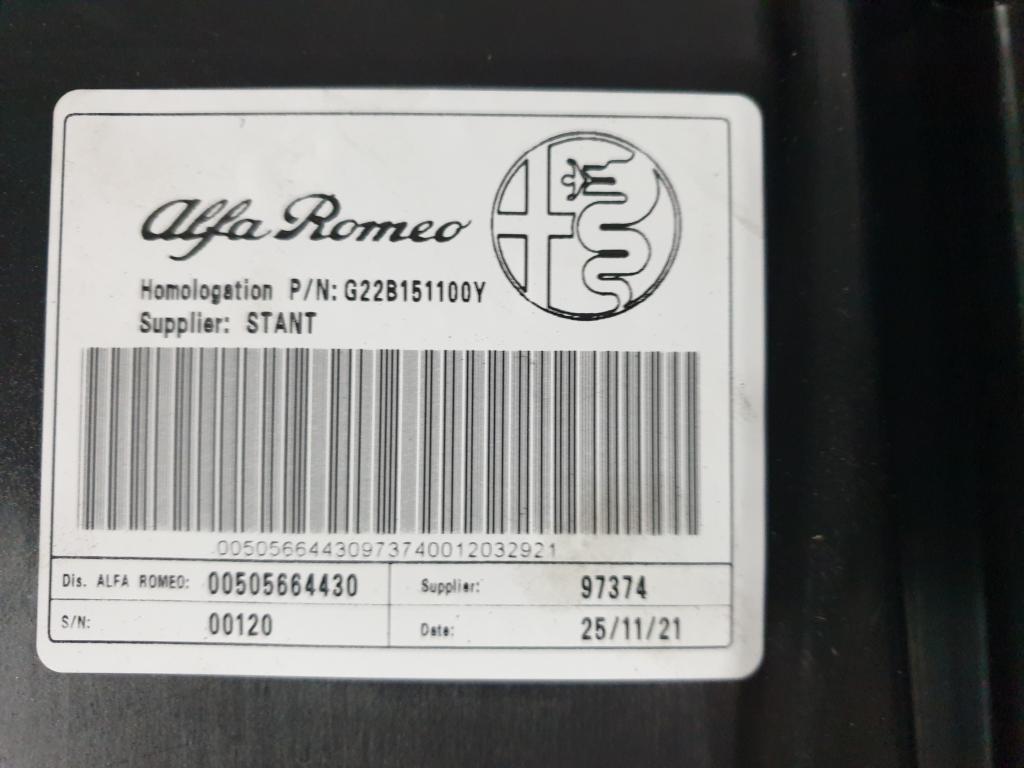 Alfa Romeo
Homologation P/N: G22B151100Y
Supplier: STANT
00505664430973740012032921
Dis. ALFA ROMEO: 00505664430 Supplier: 97374
S/N: 00120 Date: 25/11/21